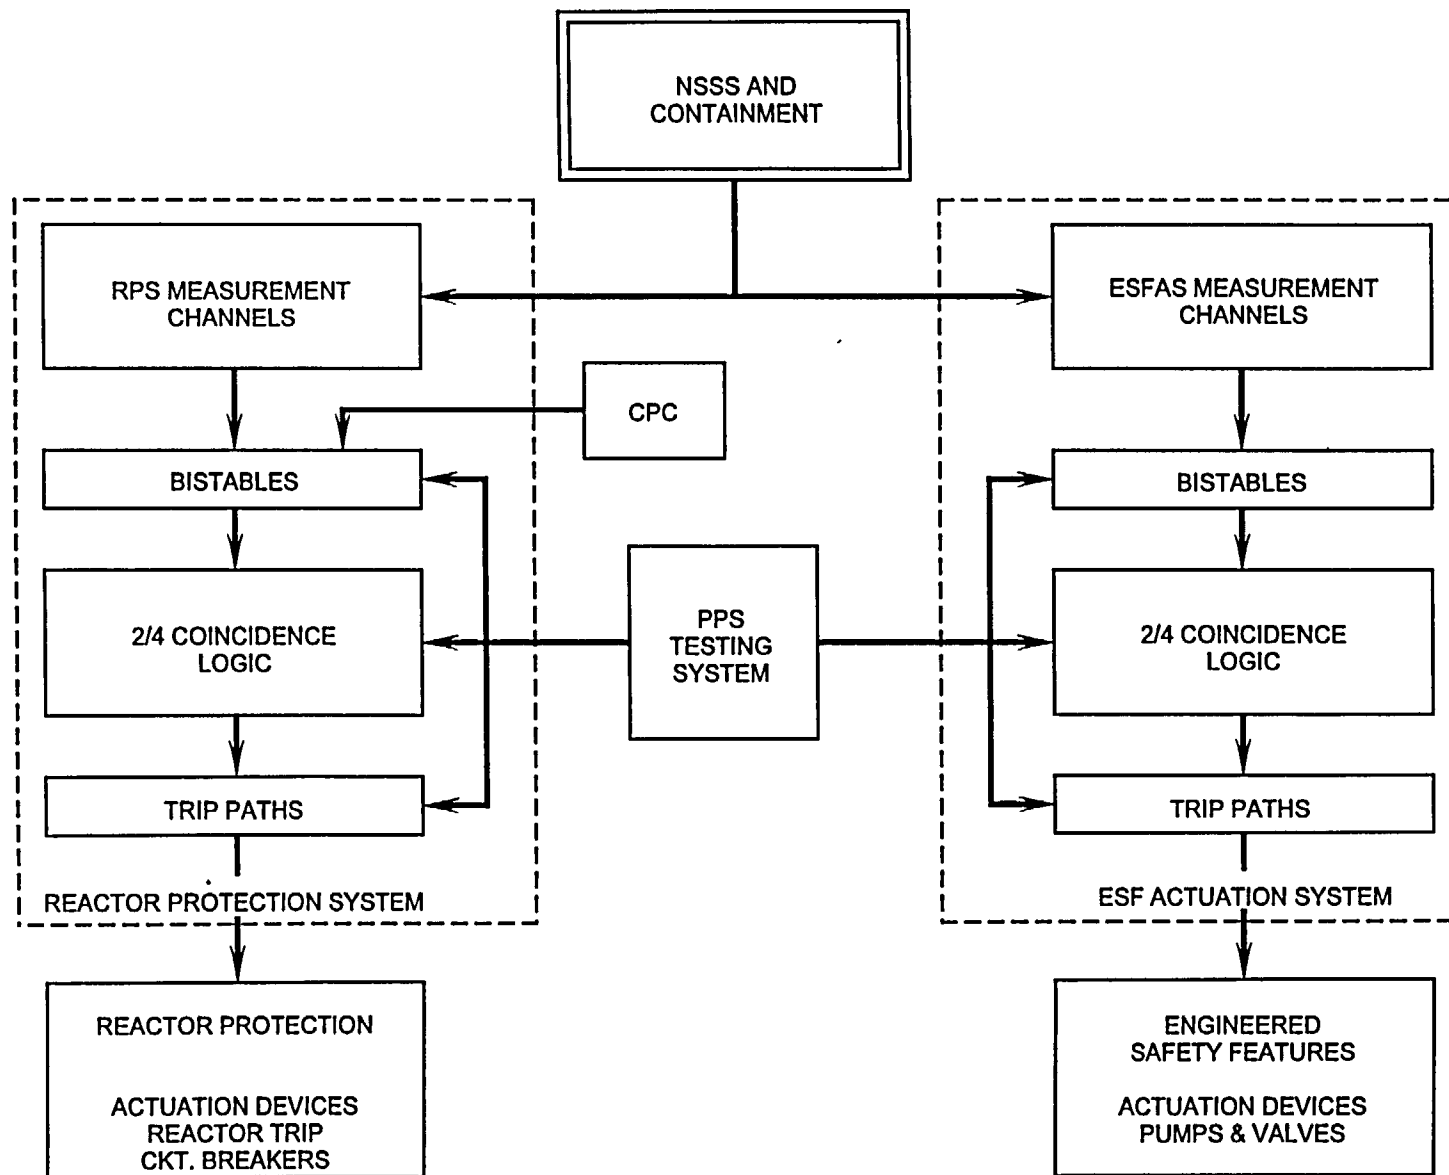 NSSS AND
CONTAINMENT
RPS MEASUREMENT
CHANNELS
ESFAS MEASUREMENT
CHANNELS
CPC
BISTABLES
BISTABLES
2/4 COINCIDENCE
LOGIC
PPS
TESTING
SYSTEM
2/4 COINCIDENCE
LOGIC
TRIP PATHS
TRIP PATHS
REACTOR PROTECTION SYSTEM
ESF ACTUATION SYSTEM
REACTOR PROTECTION
ACTUATION DEVICES
REACTOR TRIP
CKT. BREAKERS
ENGINEERED
SAFETY FEATURES
ACTUATION DEVICES
PUMPS & VALVES